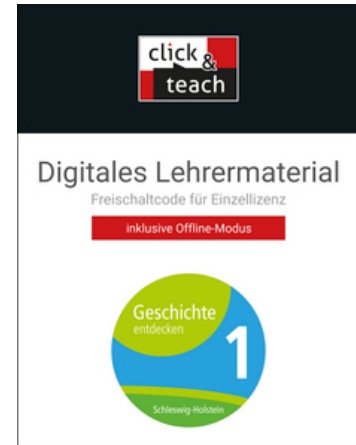 click &
teach
Digitales Lehrermaterial
Freischaltcode für Einzellizenz
inklusive Offline-Modus
Geschichte
entdecken
1
Schleswig-Holstein